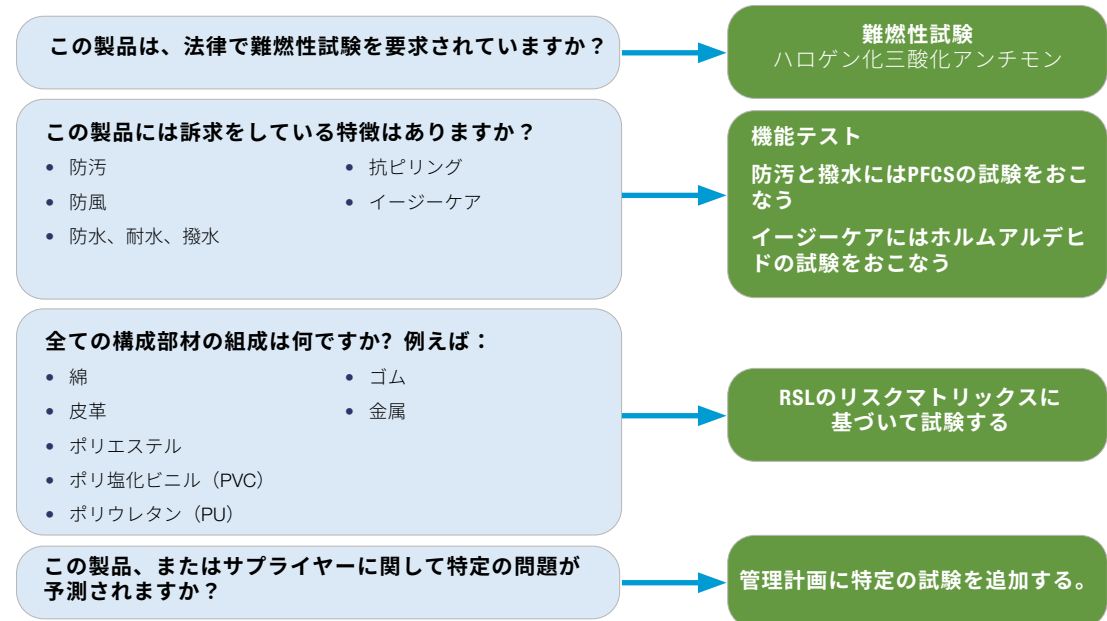 この製品は、法律で難燃性試験を要求されていますか？
難燃性試験
ハロゲン化三酸化アンチモン
この製品には訴求をしている特徴はありますか？
• 防汚
• 防風
• 防水、耐水、撥水
• 抗ピリング
• イージーケア
機能テスト
防汚と撥水にはPFCSの試験をおこ
なう
イージーケアにはホルムアルデヒ
ドの試験をおこなう
全ての構成部材の組成は何ですか？例えば：
• 綿
• 皮革
• ポリエステル
• ポリ塩化ビニル（PVC）
• ポリウレタン（PU）
• ゴム
• 金属
RSLのリスクマトリックスに
基づいて試験する
この製品、またはサプライヤーに関して特定の問題が
予測されますか？
管理計画に特定の試験を追加する。